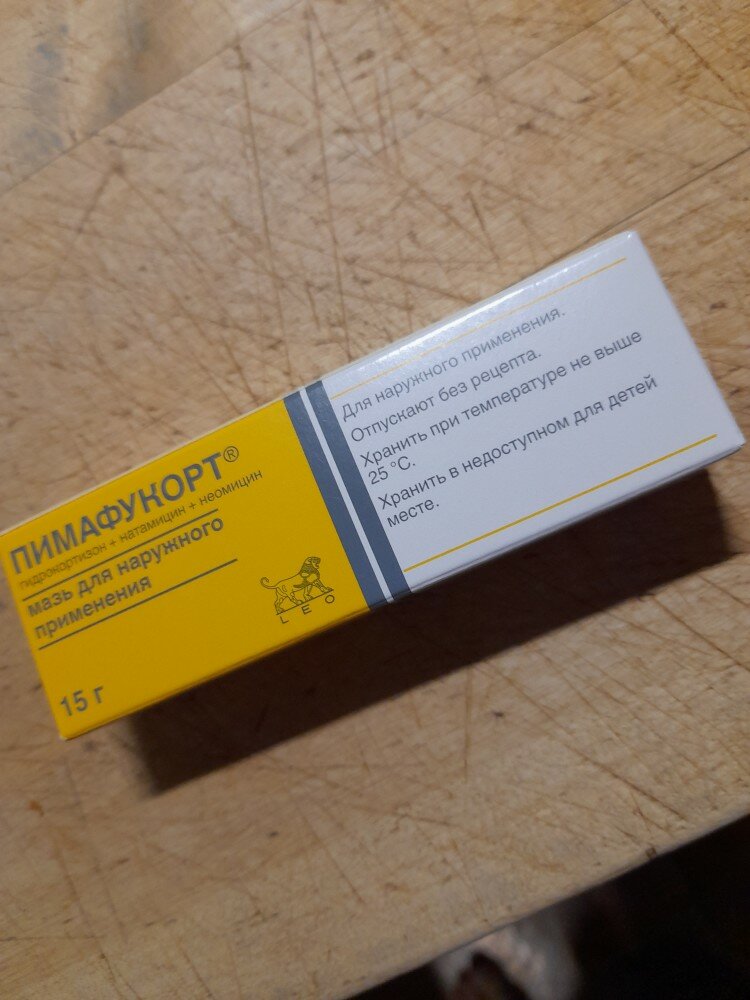 ПИМАФУКОРТ®
гидрокортизон + натамицин + неомицин
мазь для наружного
применения
15 г
LEO
Для наружного применения.
Отпускают без рецепта.
Хранить при температуре не выше
25 °C.
Хранить в недоступном для детей
месте.